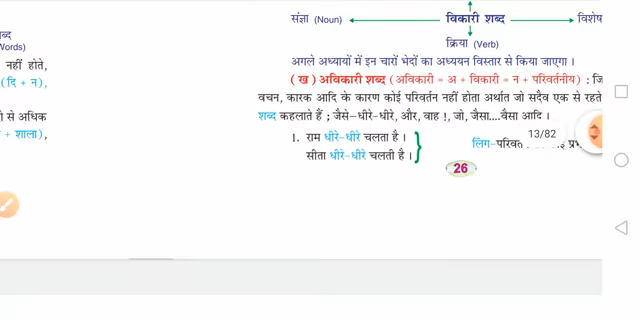 संज्ञा (Noun) विकारी शब्द विशेष
क्रिया (Verb)
ब्द
Words)
नहीं होते,
(दि + न),
ो से अधिक
+ शाला),
अगले अध्यायों में इन चारों भेदों का अध्ययन विस्तार से किया जाएगा।
(ख) अविकारी शब्द (अविकारी = अ + विकारी = न + परिवर्तनीय) : जि
वचन, कारक आदि के कारण कोई परिवर्तन नहीं होता अर्थात जो सदैव एक से रहते
शब्द कहलाते हैं ; जैसे–धीरे-धीरे, और, वाह !, जो, जैसा....वैसा आदि।
1. राम धीरे-धीरे चलता है।
सीता धीरे-धीरे चलती है।
लिंग-परिवत
13/82
26